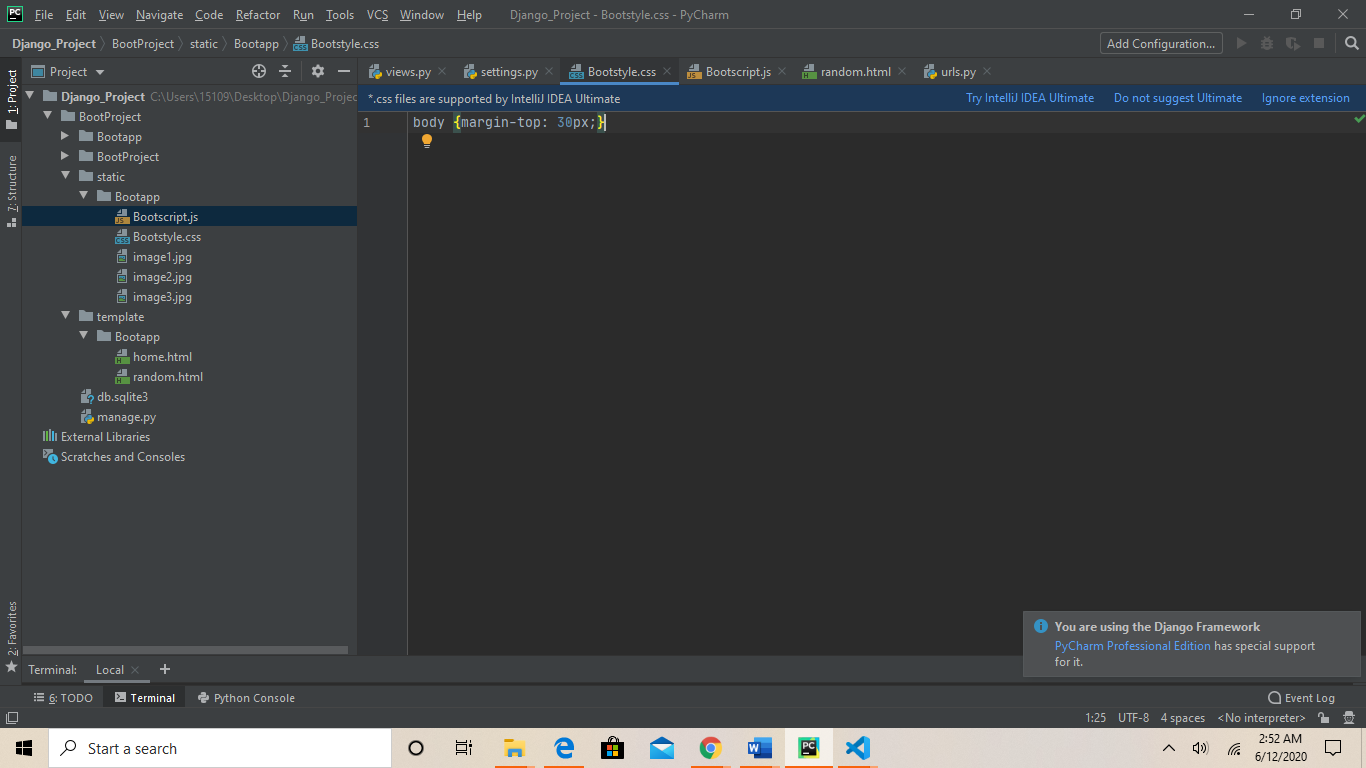 PC File Edit View Navigate Code Refactor Run Tools VCS Window Help Django_Project - Bootstyle.css - PyCharm
Django_Project BootProject static Bootapp Bootstyle.css Add Configuration...
1: Project
7: Structure
2: Favorites
Project
Django_Project C:\Users\15109\Desktop\Django_Projec
BootProject
Bootapp
BootProject
static
Bootapp
Bootscript.js
Bootstyle.css
image1.jpg
image2.jpg
image3.jpg
template
Bootapp
home.html
random.html
db.sqlite3
manage.py
External Libraries
Scratches and Consoles
views.py settings.py Bootstyle.css Bootscript.js random.html urls.py
*.css files are supported by IntelliJ IDEA Ultimate Try IntelliJ IDEA Ultimate Do not suggest Ultimate Ignore extension
1 body {margin-top: 30px;}
You are using the Django Framework
PyCharm Professional Edition has special support
for it.
Terminal: Local +
6: TODO Terminal Python Console Event Log
1:25 UTF-8 4 spaces <No interpreter>
Start a search
2:52 AM
6/12/2020